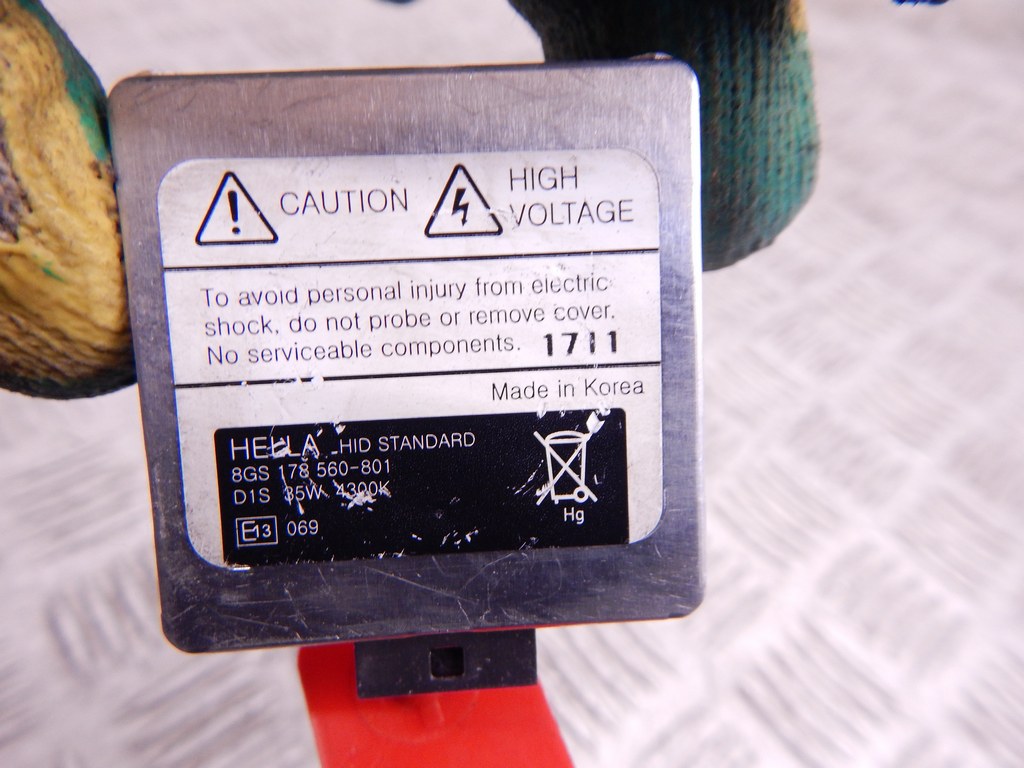 CAUTION
HIGH VOLTAGE
To avoid personal injury from electric
shock, do not probe or remove cover.
No serviceable components. 1711
Made in Korea
HELLA HID STANDARD
8GS 178 560-801
D1S 35W 4300K
E13 069
Hg